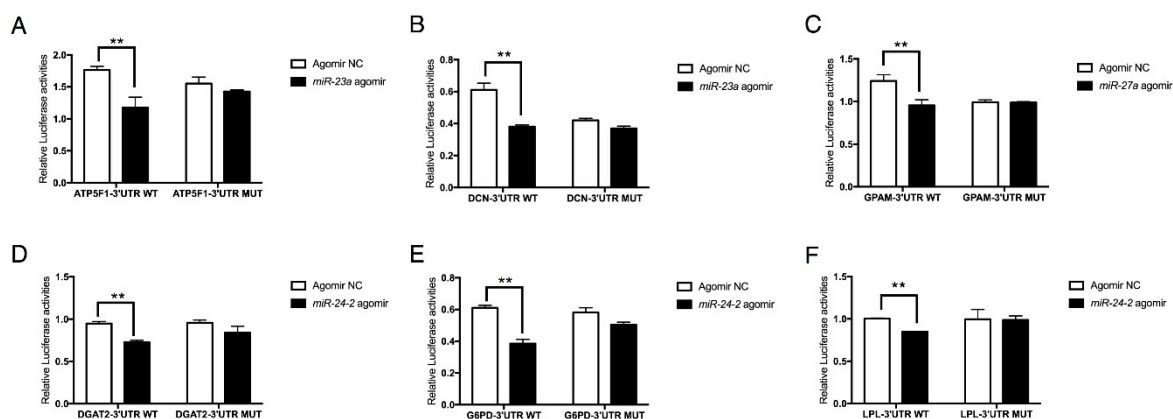 A
Relative Luciferase activities
2.0
1.5
1.0
0.5
0.0
**
ATP5F1-3'UTR WT
ATP5F1-3'UTR MUT
Agomir NC
miR-23a agomir
B
Relative Luciferase activities
0.8
0.6
0.4
0.2
0.0
**
DCN-3'UTR WT
DCN-3'UTR MUT
Agomir NC
miR-23a agomir
C
Relative Luciferase activities
1.5
1.0
0.5
0.0
**
GPAM-3'UTR WT
GPAM-3'UTR MUT
Agomir NC
miR-27a agomir
D
Relative Luciferase activities
1.5
1.0
0.5
0.0
**
DGAT2-3'UTR WT
DGAT2-3'UTR MUT
Agomir NC
miR-24-2 agomir
E
Relative Luciferase activities
0.8
0.6
0.4
0.2
0.0
**
G6PD-3'UTR WT
G6PD-3'UTR MUT
Agomir NC
miR-24-2 agomir
F
Relative Luciferase activities
1.5
1.0
0.5
0.0
**
LPL-3'UTR WT
LPL-3'UTR MUT
Agomir NC
miR-24-2 agomir